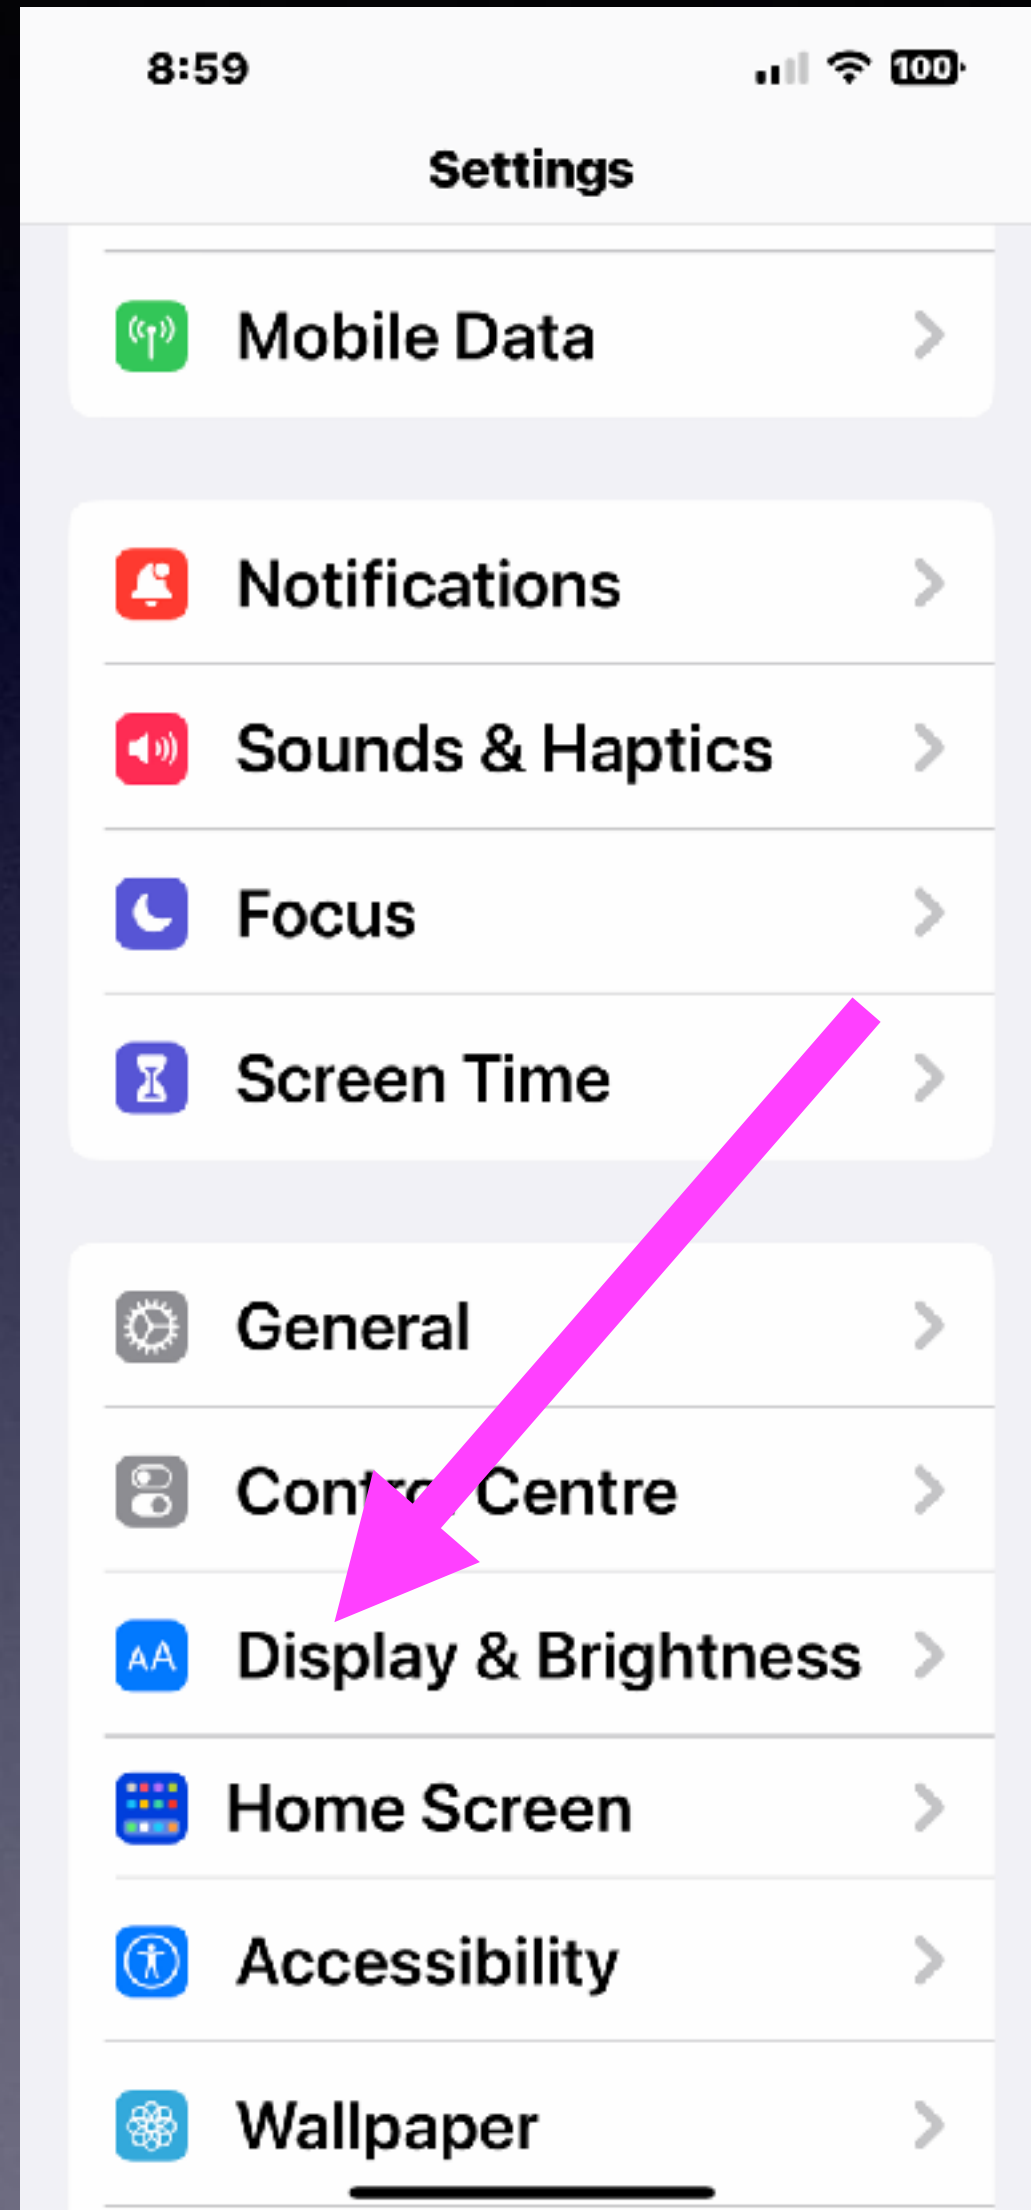 8:59
100
Settings
Mobile Data
Notifications
Sounds & Haptics
Focus
Screen Time
General
Centre
AA
Display & Brightness
Home Screen
Accessibility
Wallpaper